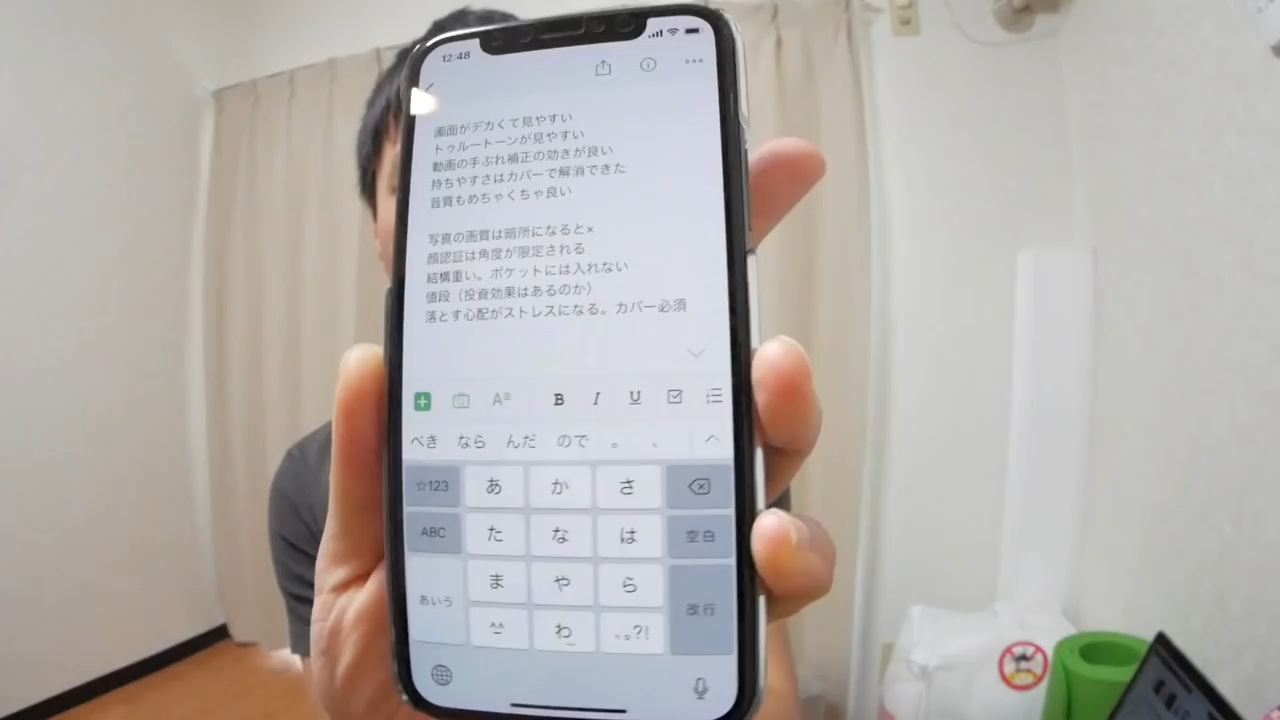 12:48
画面がデカくて見やすい
トゥルートーンが見やすい
動画の手ぶれ補正の効きが良い
持ちやすさはカバーで解消できた
音質もめちゃくちゃ良い
写真の画質は暗所になると×
顔認証は角度が限定される
結構重い。ポケットには入れない
値段（投資効果はあるのか）
落とす心配がストレスになる。カバー必須
B I U
べき なら んだ ので 。 、
☆123 あ か さ
ABC た な は 空白
あいう ま や ら 改行
^^ わ_ 、。?!